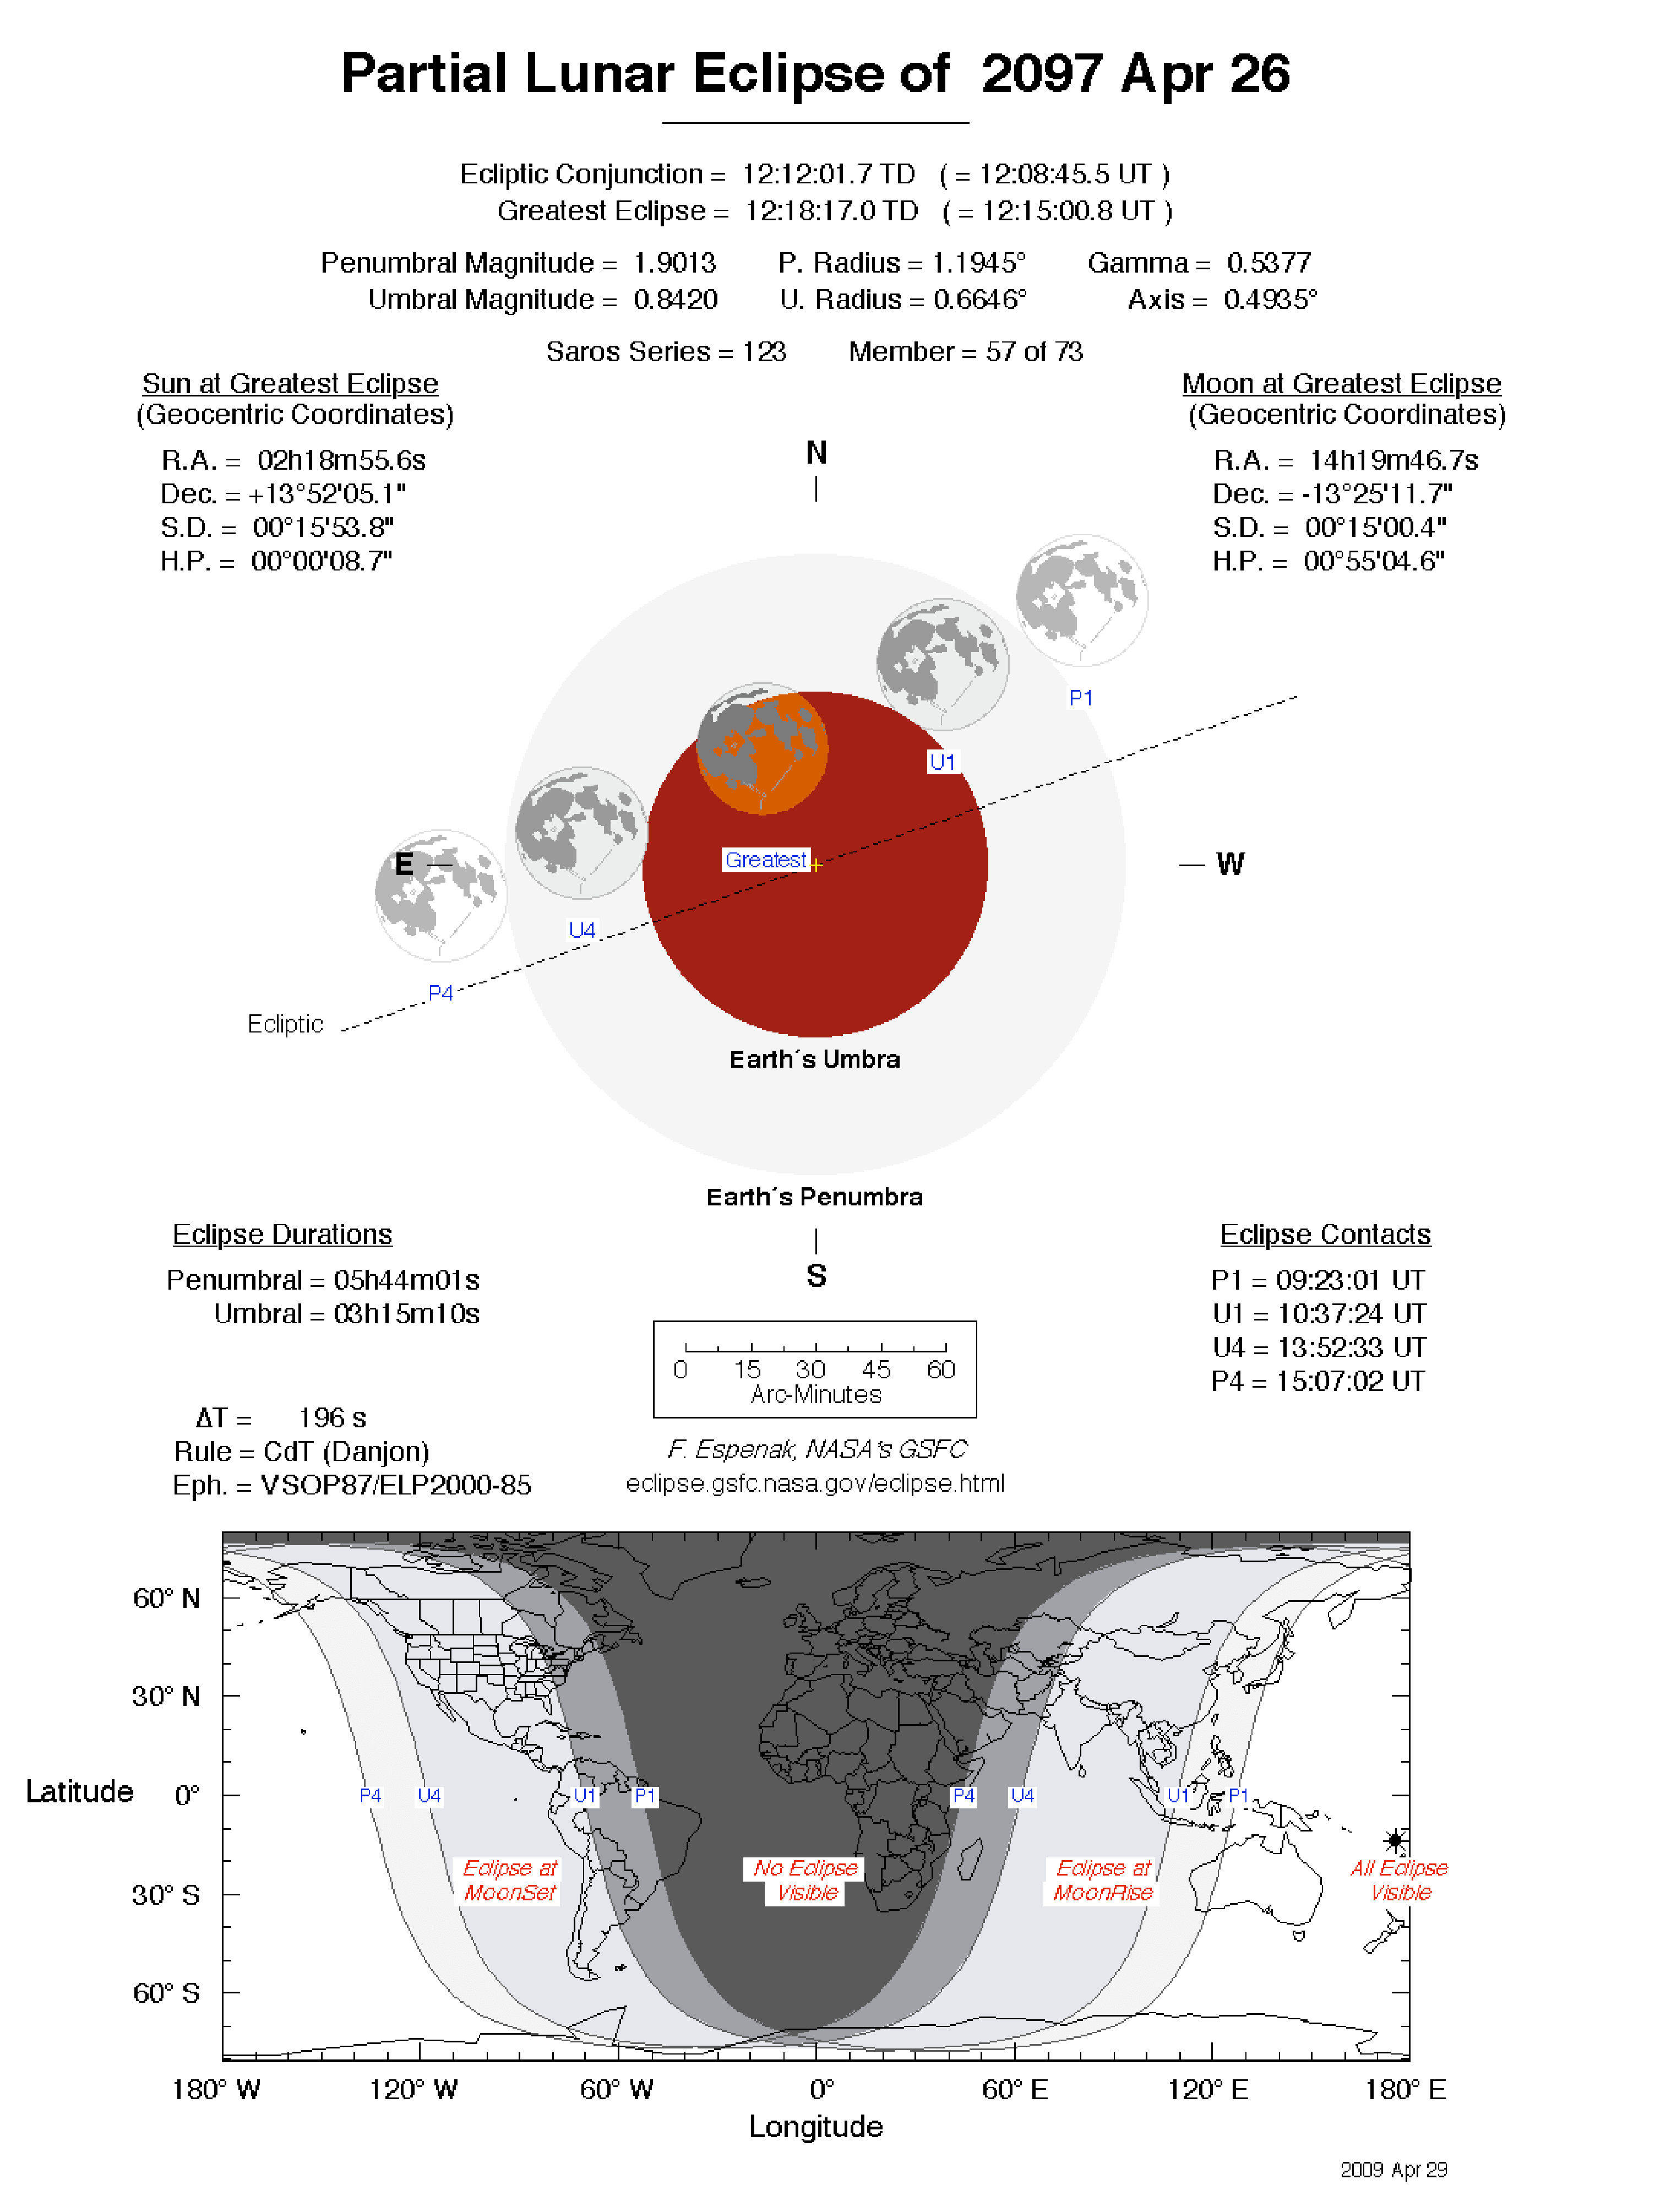 Partial Lunar Eclipse of 2097 Apr 26
Ecliptic Conjunction = 12:12:01.7 TD ( = 12:08:45.5 UT )
Greatest Eclipse = 12:18:17.0 TD ( = 12:15:00.8 UT )
Penumbral Magnitude = 1.9013 P. Radius = 1.1945° Gamma = 0.5377
Umbral Magnitude = 0.8420 U. Radius = 0.6646° Axis = 0.4935°
Saros Series = 123 Member = 57 of 73
Sun at Greatest Eclipse
(Geocentric Coordinates)
R.A. = 02h18m55.6s
Dec. = +13°52'05.1"
S.D. = 00°15'53.8"
H.P. = 00°00'08.7"
Moon at Greatest Eclipse
(Geocentric Coordinates)
R.A. = 14h19m46.7s
Dec. = -13°25'11.7"
S.D. = 00°15'00.4"
H.P. = 00°55'04.6"
N
P1
U1
Greatest
E
W
U4
P4
Ecliptic
Earth´s Umbra
Earth´s Penumbra
S
Eclipse Durations
Penumbral = 05h44m01s
Umbral = 03h15m10s
Eclipse Contacts
P1 = 09:23:01 UT
U1 = 10:37:24 UT
U4 = 13:52:33 UT
P4 = 15:07:02 UT
0 15 30 45 60
Arc-Minutes
ΔT = 196 s
Rule = CdT (Danjon)
Eph. = VSOP87/ELP2000-85
F. Espenak, NASA's GSFC
eclipse.gsfc.nasa.gov/eclipse.html
60° N
30° N
Latitude 0°
30° S
60° S
P4 U4 U1 P1 P4 U4 U1 P1
Eclipse at
MoonSet
No Eclipse
Visible
Eclipse at
MoonRise
All Eclipse
Visible
180° W 120° W 60° W 0° 60° E 120° E 180° E
Longitude
2009 Apr 29